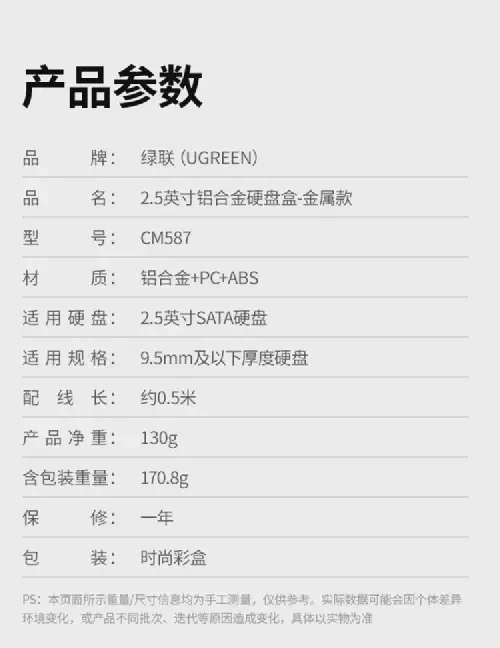 产品参数
品牌： 绿联（UGREEN）
品名： 2.5英寸铝合金硬盘盒-金属款
型号： CM587
材质： 铝合金+PC+ABS
适用硬盘： 2.5英寸SATA硬盘
适用规格： 9.5mm及以下厚度硬盘
配线长： 约0.5米
产品净重： 130g
含包装重量： 170.8g
保修： 一年
包装： 时尚彩盒
PS：本页面所示重量/尺寸信息均为手工测量，仅供参考。实际数据可能会因个体差异
环境变化，或产品不同批次、迭代等原因造成变化，具体以实物为准